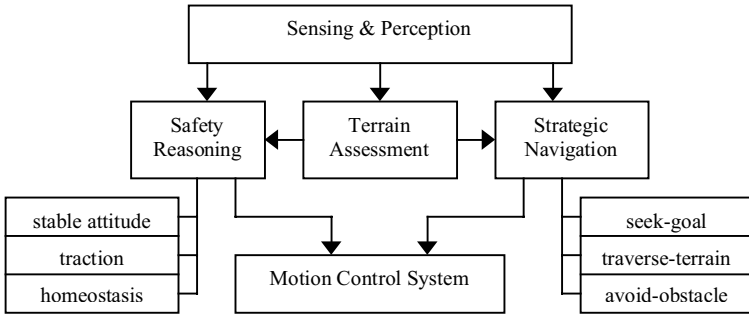 Sensing & Perception
Safety
Reasoning
Terrain
Assessment
Strategic
Navigation
stable attitude
traction
homeostasis
Motion Control System
seek-goal
traverse-terrain
avoid-obstacle